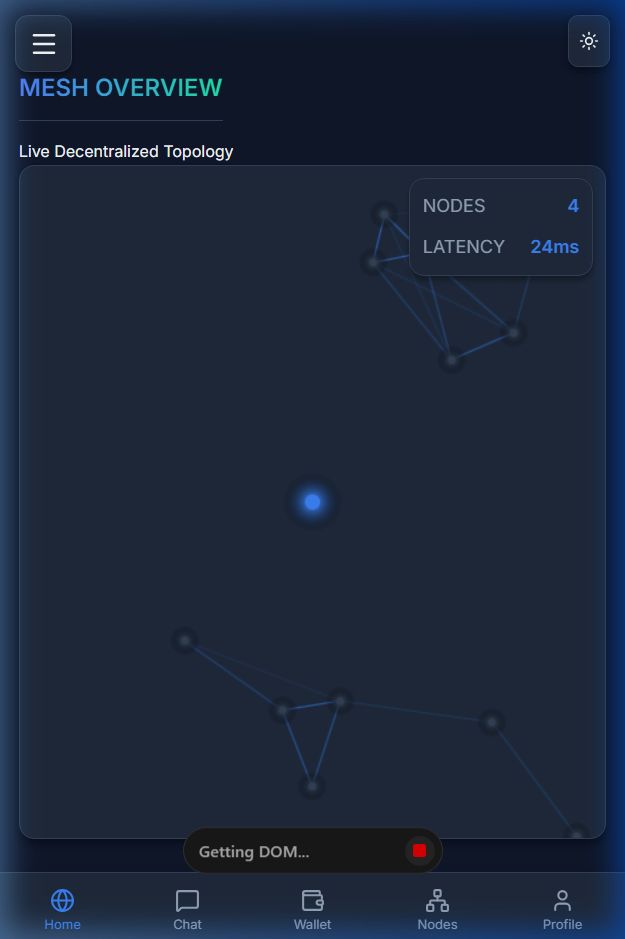 MESH OVERVIEW
Live Decentralized Topology
NODES 4
LATENCY 24ms
Getting DOM...
Home Chat Wallet Nodes Profile